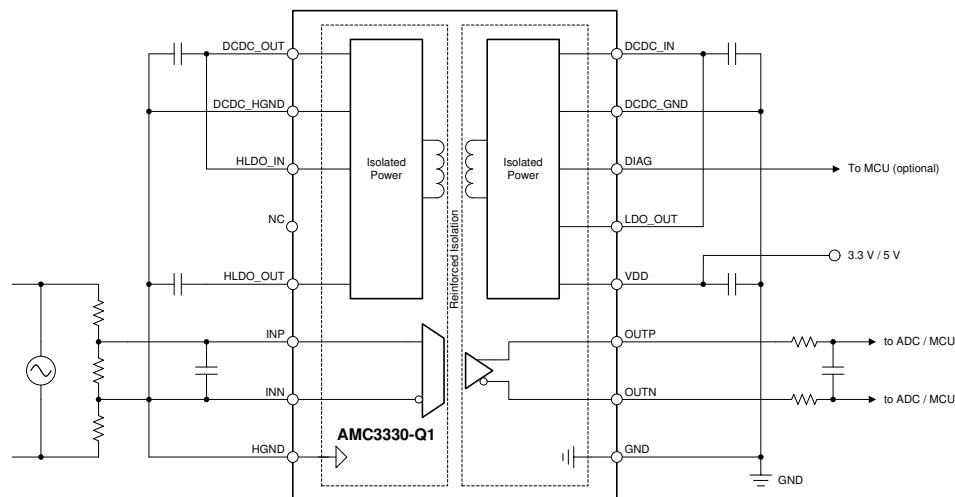 DCDC_OUT
DCDC_HGND
HLDO_IN
NC
HLDO_OUT
INP
INN
HGND
Isolated
Power
Reinforced Isolation
Isolated
Power
AMC3330-Q1
DCDC_IN
DCDC_GND
DIAG
LDO_OUT
VDD
OUTP
OUTN
GND
To MCU (optional)
3.3 V / 5 V
to ADC / MCU
to ADC / MCU
GND